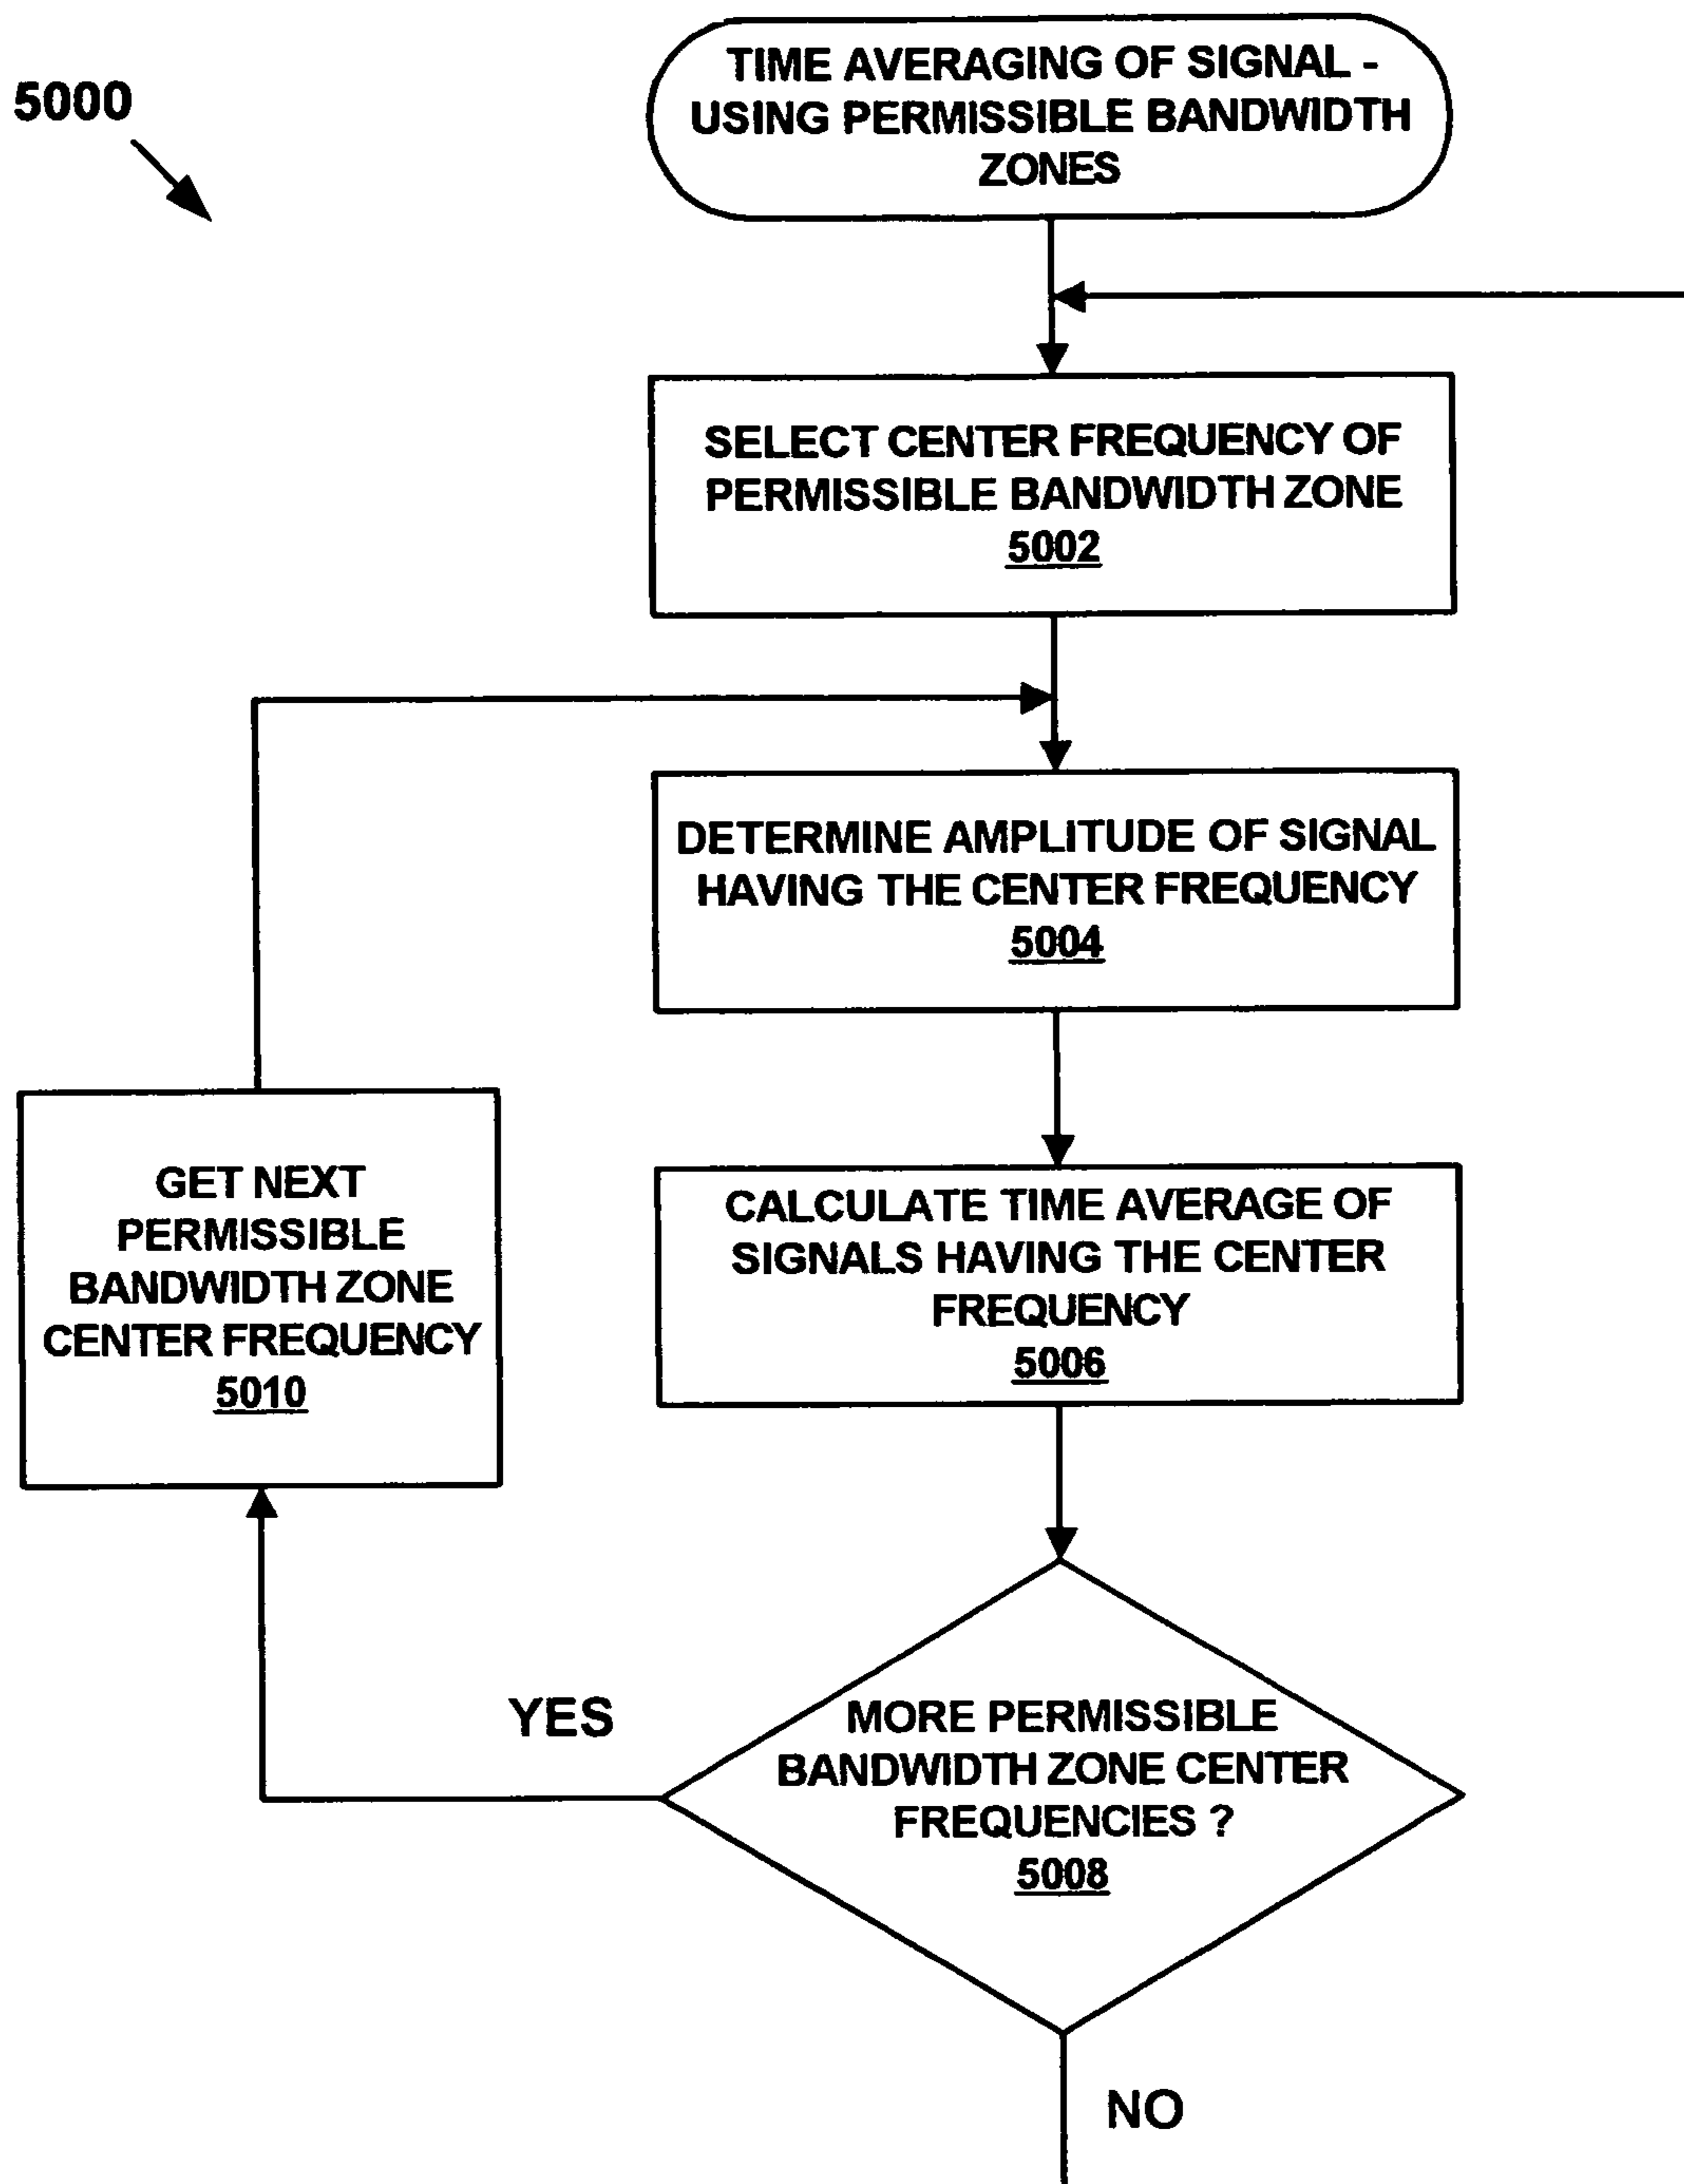 5000
TIME AVERAGING OF SIGNAL -
USING PERMISSIBLE BANDWIDTH
ZONES
SELECT CENTER FREQUENCY OF
PERMISSIBLE BANDWIDTH ZONE
5002
DETERMINE AMPLITUDE OF SIGNAL
HAVING THE CENTER FREQUENCY
5004
CALCULATE TIME AVERAGE OF
SIGNALS HAVING THE CENTER
FREQUENCY
5006
GET NEXT
PERMISSIBLE
BANDWIDTH ZONE
CENTER FREQUENCY
5010
YES
MORE PERMISSIBLE
BANDWIDTH ZONE CENTER
FREQUENCIES ?
5008
NO